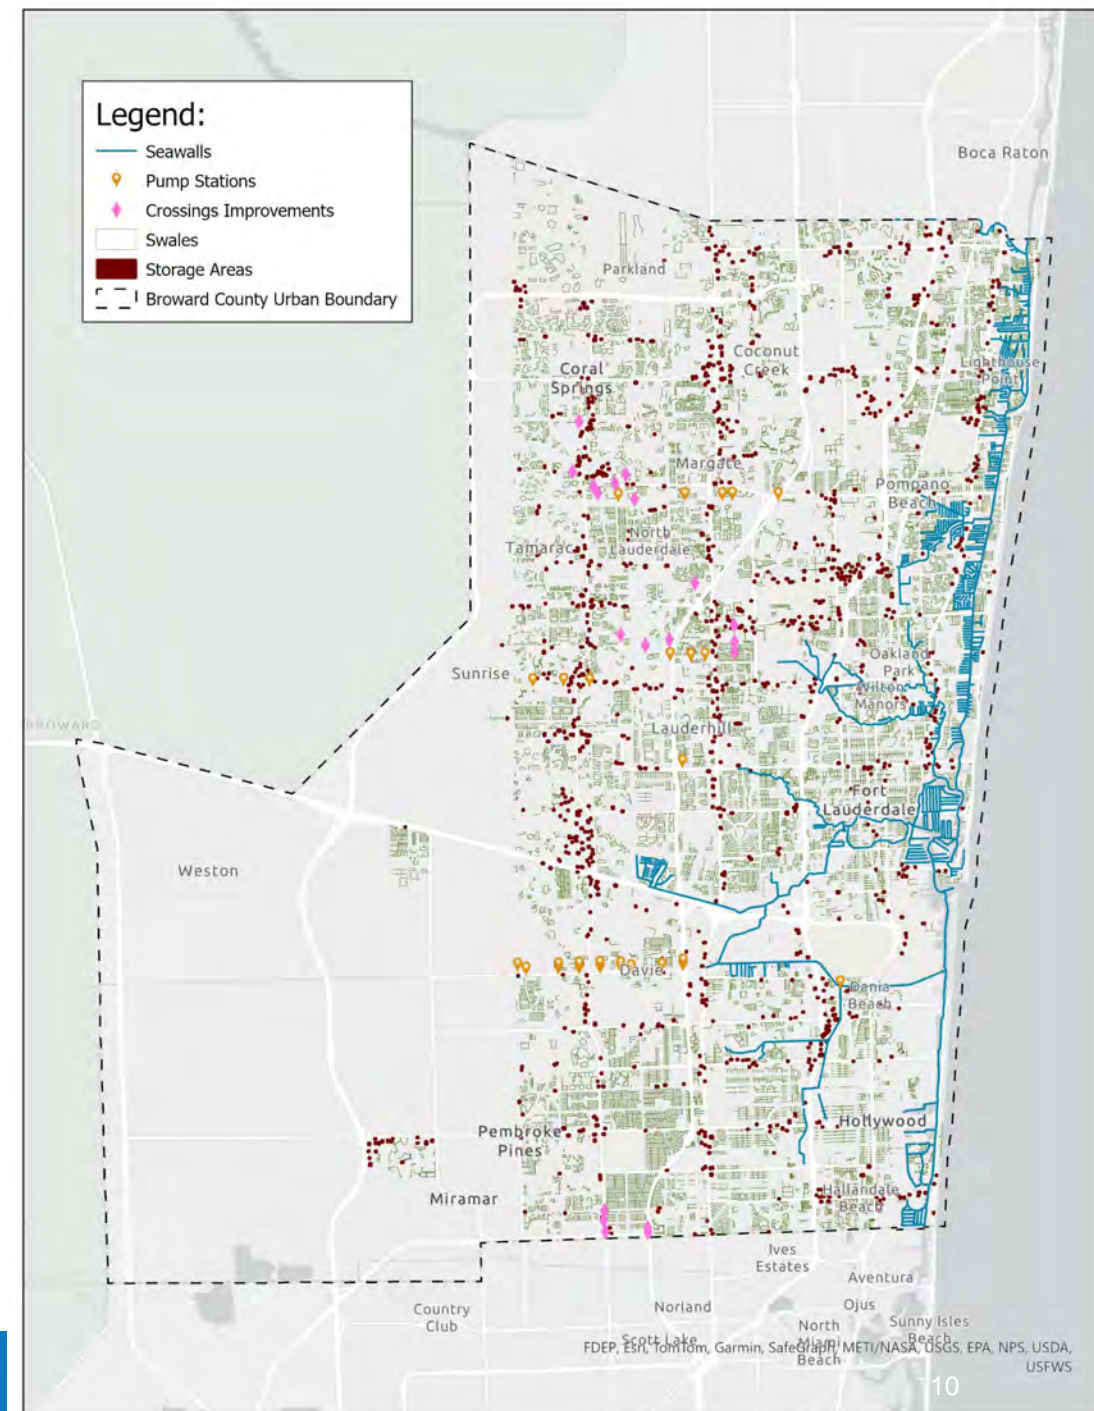 Legend:
Seawalls
Pump Stations
Crossings Improvements
Swales
Storage Areas
Broward County Urban Boundary
Boca Raton
Parkland
Coconut
Creek
Lighthouse
Point
Coral
Springs
Margate
Pompano
Beach
North
Lauderdale
Tamarac
Oakland
Park
Sunrise
Wilton
Manors
BROWARD
Lauderhill
Fort
Lauderdale
Weston
Davie
Dania
Beach
Hollywood
Pembroke
Pines
Miramar
Hallandale
Beach
Ives
Estates
Aventura
Country
Club
Norland
Ojus
North
Miami
Beach
Sunny Isles
Beach
Scott Lake
FDEP, Esri, TomTom, Garmin, SafeGraph, METI/NASA, USGS, EPA, NPS, USDA,
USFWS
10